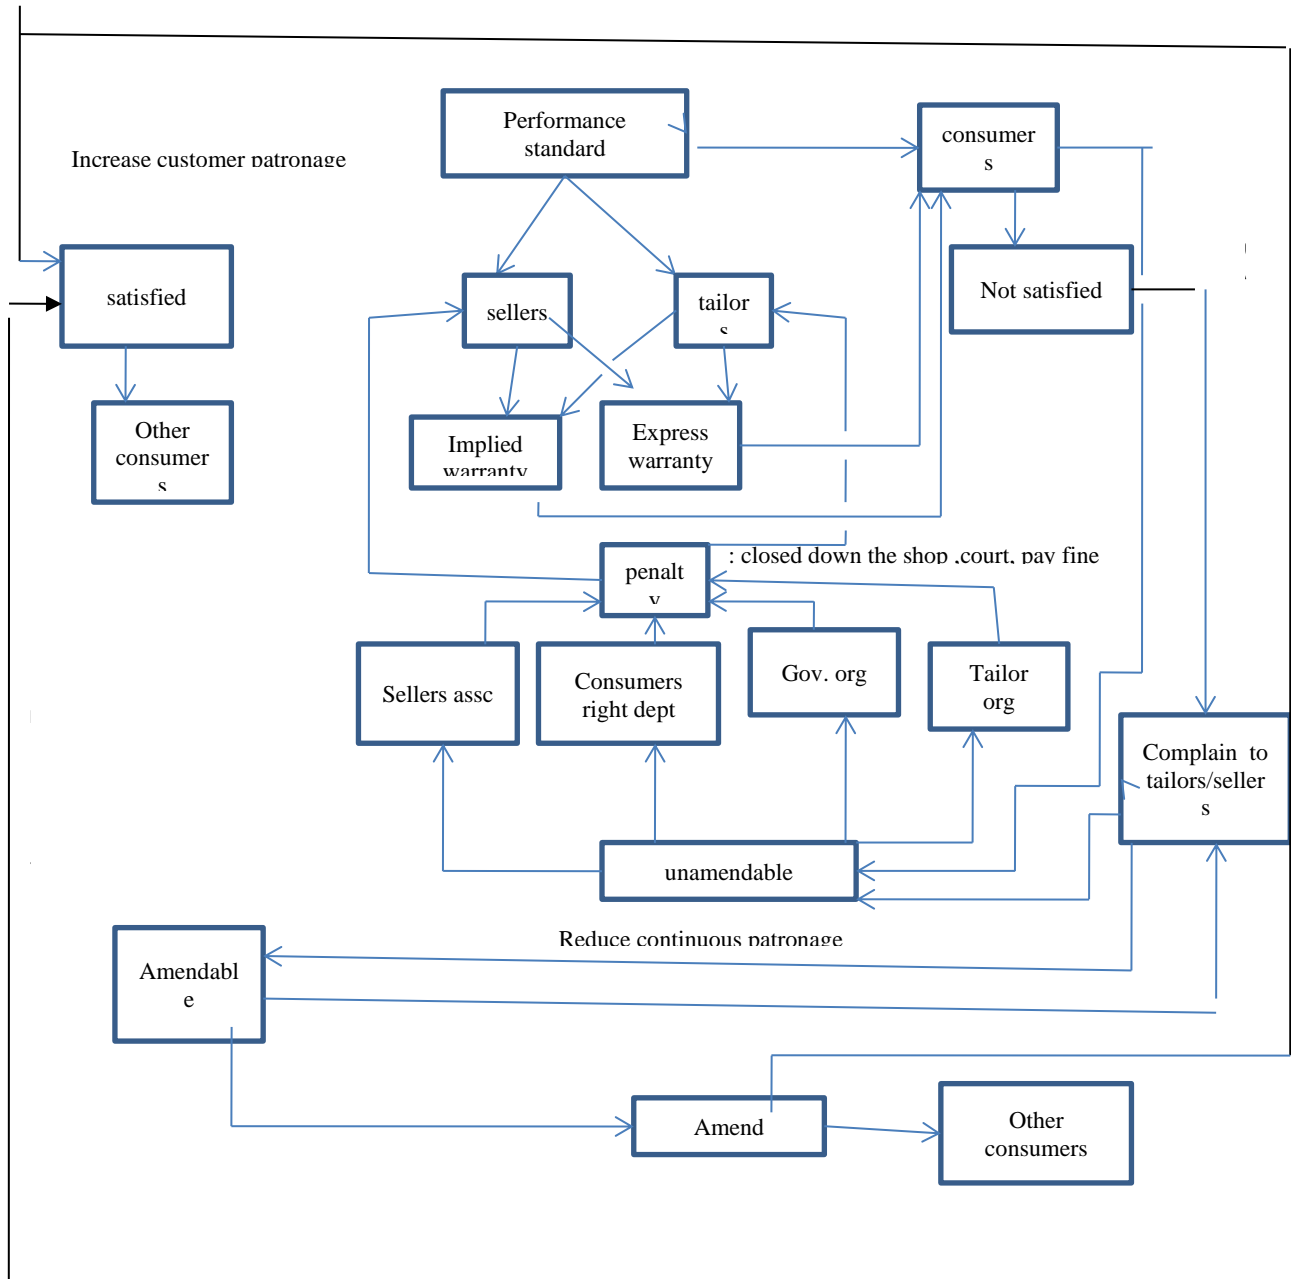 Performance
standard
consumer
s
Increase customer patronage
satisfied
sellers
tailor
s
Not satisfied
Other
consumer
s
Implied
warranty
Express
warranty
penalt
y
: closed down the shop ,court, pay fine
Sellers assc
Consumers
right dept
Gov. org
Tailor
org
Complain to
tailors/seller
s
unamendable
Reduce continuous patronage
Amendabl
e
Amend
Other
consumers